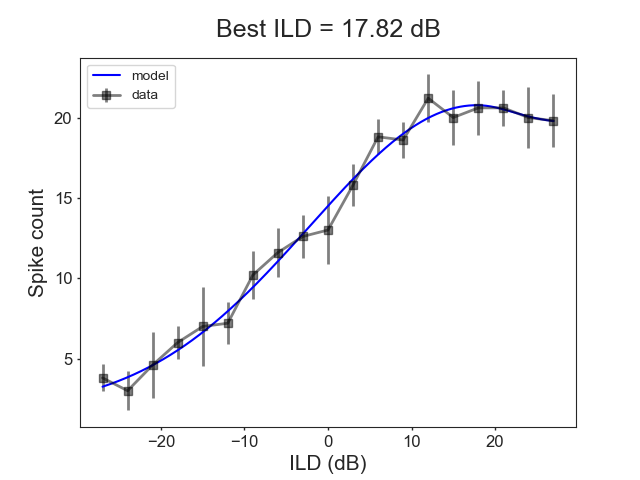 Best ILD = 17.82 dB
model
data
20
15
10
5
Spike count
−20 −10 0 10 20
ILD (dB)